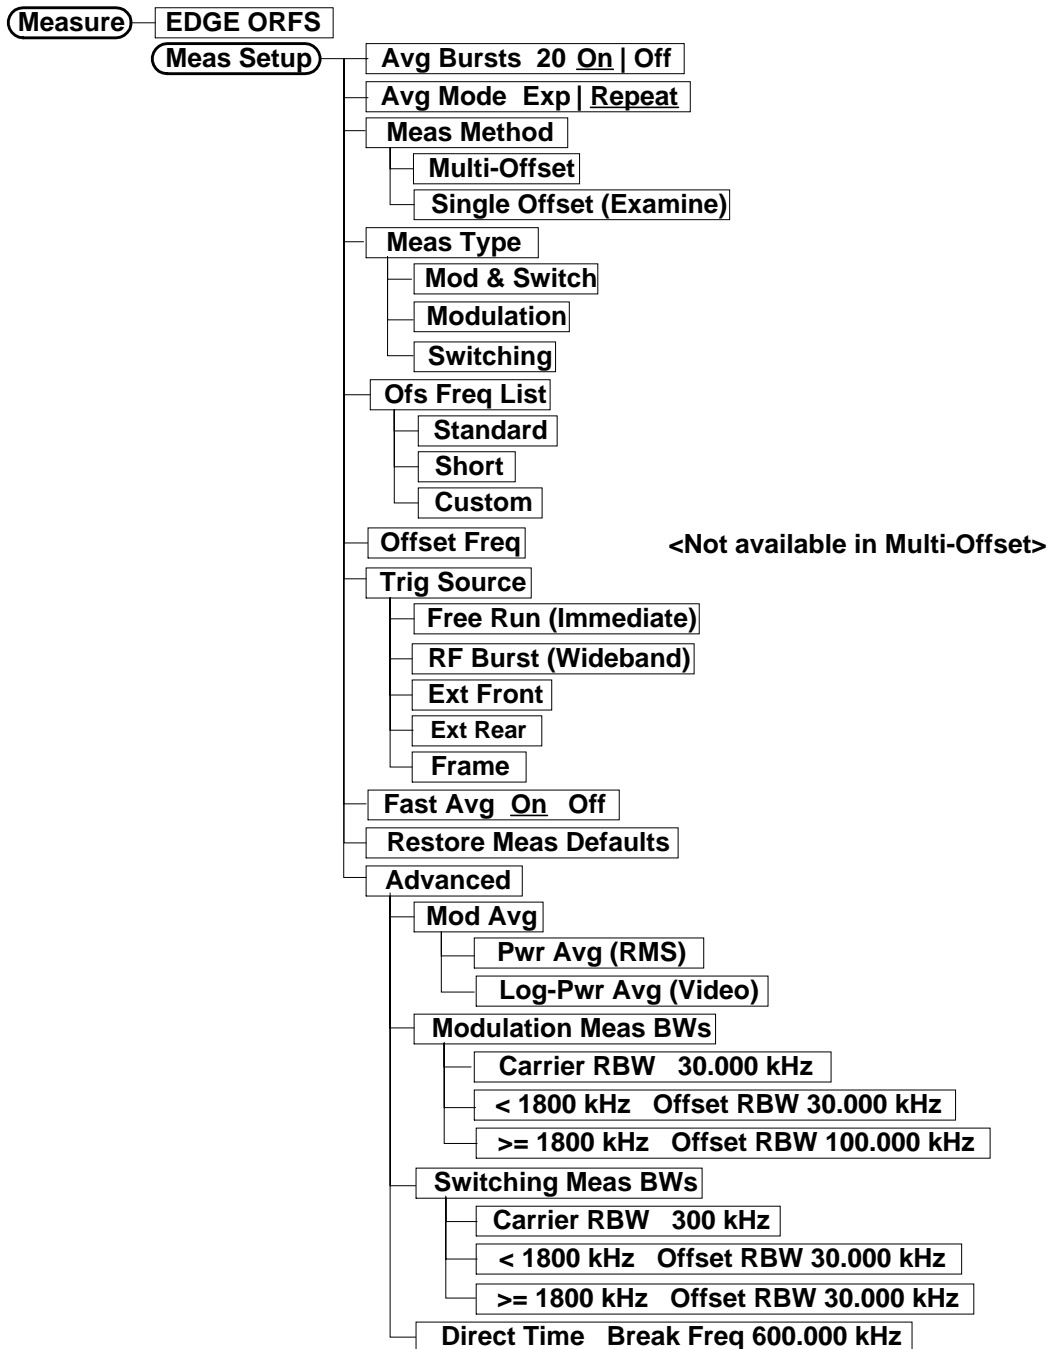 Measure EDGE ORFS
Meas Setup Avg Bursts 20 On | Off
Avg Mode Exp | Repeat
Meas Method
Multi-Offset
Single Offset (Examine)
Meas Type
Mod & Switch
Modulation
Switching
Ofs Freq List
Standard
Short
Custom
Offset Freq <Not available in Multi-Offset>
Trig Source
Free Run (Immediate)
RF Burst (Wideband)
Ext Front
Ext Rear
Frame
Fast Avg On Off
Restore Meas Defaults
Advanced
Mod Avg
Pwr Avg (RMS)
Log-Pwr Avg (Video)
Modulation Meas BWs
Carrier RBW 30.000 kHz
< 1800 kHz Offset RBW 30.000 kHz
>= 1800 kHz Offset RBW 100.000 kHz
Switching Meas BWs
Carrier RBW 300 kHz
< 1800 kHz Offset RBW 30.000 kHz
>= 1800 kHz Offset RBW 30.000 kHz
Direct Time Break Freq 600.000 kHz